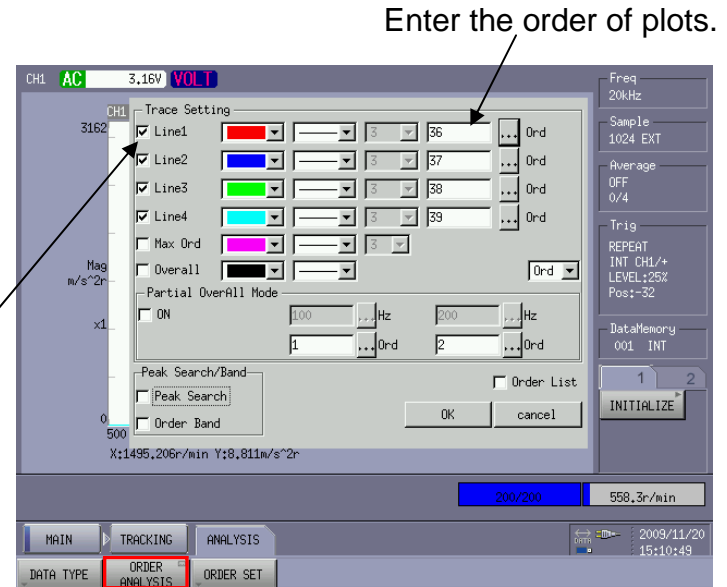 Enter the order of plots.
CH1 AC 3.16V VOLT
Freq
20kHz
Sample
1024 EXT
Average
OFF
0/4
Trig
REPEAT
INT CH1/+
LEVEL:25%
Pos:-32
DataMemory
001 INT
1 2
INITIALIZE
CH1
3162
Mag
m/s^2r
x1
0
500
Trace Setting
Line1 3 36 ... Ord
Line2 3 37 ... Ord
Line3 3 38 ... Ord
Line4 3 39 ... Ord
Max Ord 3
Overall Ord
Partial OverAll Mode
ON 100 ...Hz 200 ...Hz
1 ...Ord 2 ...Ord
Peak Search/Band
Peak Search
Order Band
Order List
OK cancel
X:1495.206r/min Y:8.811m/s^2r
200/200 558.3r/min
MAIN TRACKING ANALYSIS
DATA 2009/11/20
15:10:49
DATA TYPE ORDER ANALYSIS ORDER SET